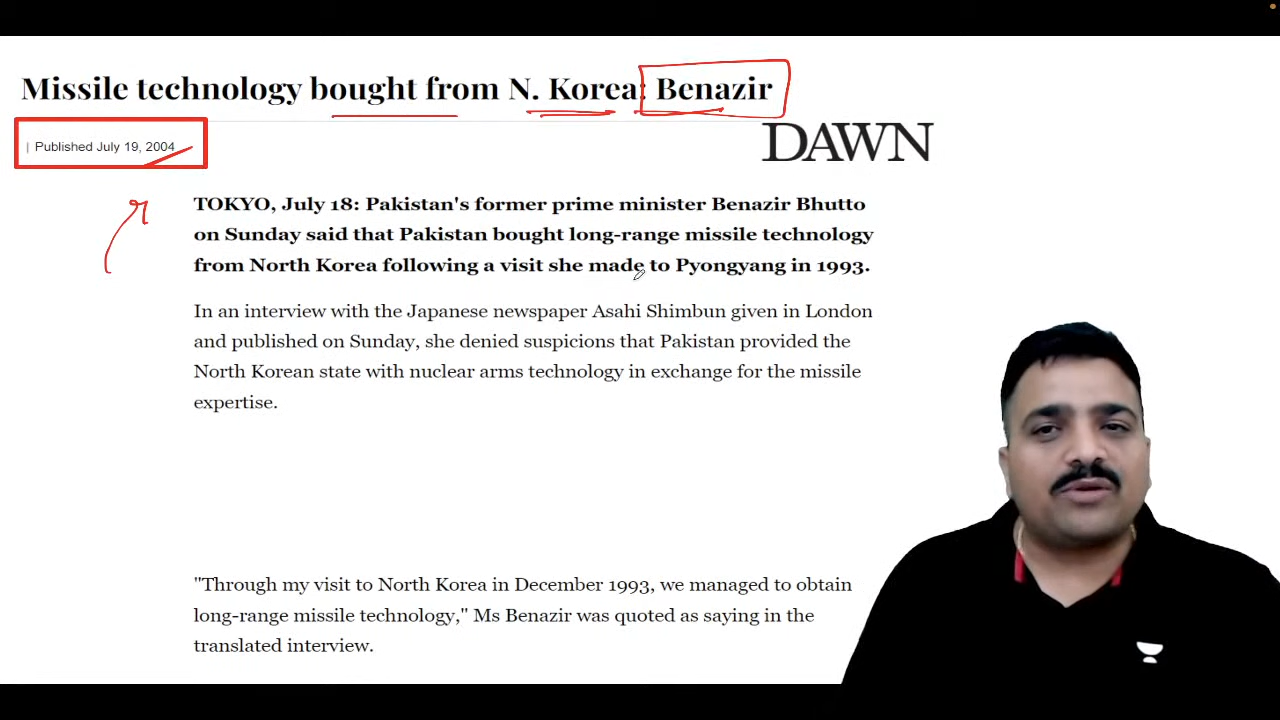 Missile technology bought from N. Korea: Benazir
| Published July 19, 2004
DAWN
TOKYO, July 18: Pakistan's former prime minister Benazir Bhutto
on Sunday said that Pakistan bought long-range missile technology
from North Korea following a visit she made to Pyongyang in 1993.
In an interview with the Japanese newspaper Asahi Shimbun given in London
and published on Sunday, she denied suspicions that Pakistan provided the
North Korean state with nuclear arms technology in exchange for the missile
expertise.
"Through my visit to North Korea in December 1993, we managed to obtain
long-range missile technology," Ms Benazir was quoted as saying in the
translated interview.